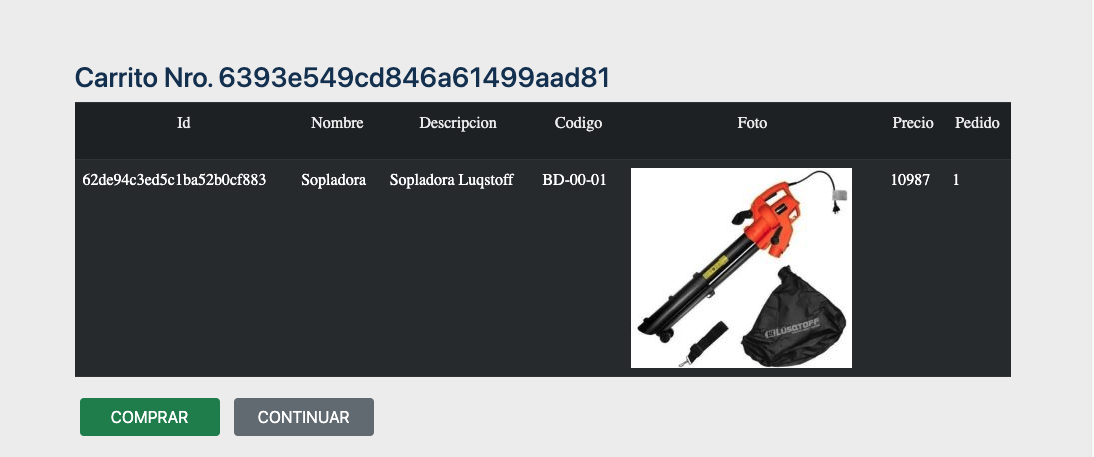 Carrito Nro. 6393e549cd846a61499aad81
Id Nombre Descripcion Codigo Foto Precio Pedido
62de94c3ed5c1ba52b0cf883 Sopladora Sopladora Luqstoff BD-00-01 10987 1
LÜSQTOFF
COMPRAR CONTINUAR